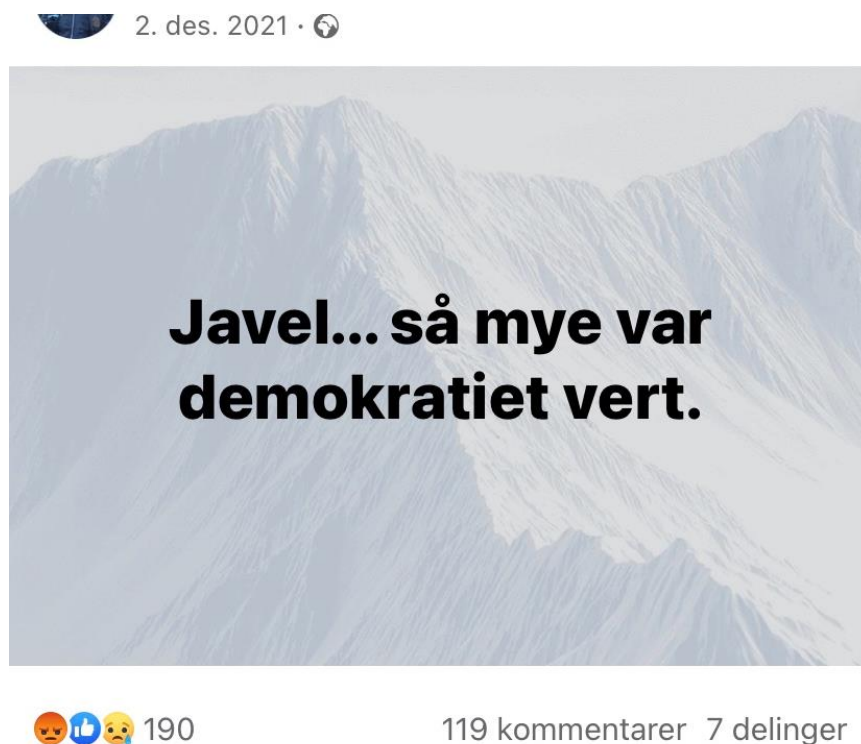 2. des. 2021 ·
Javel... så mye var
demokratiet vert.
190
119 kommentarer 7 delinger